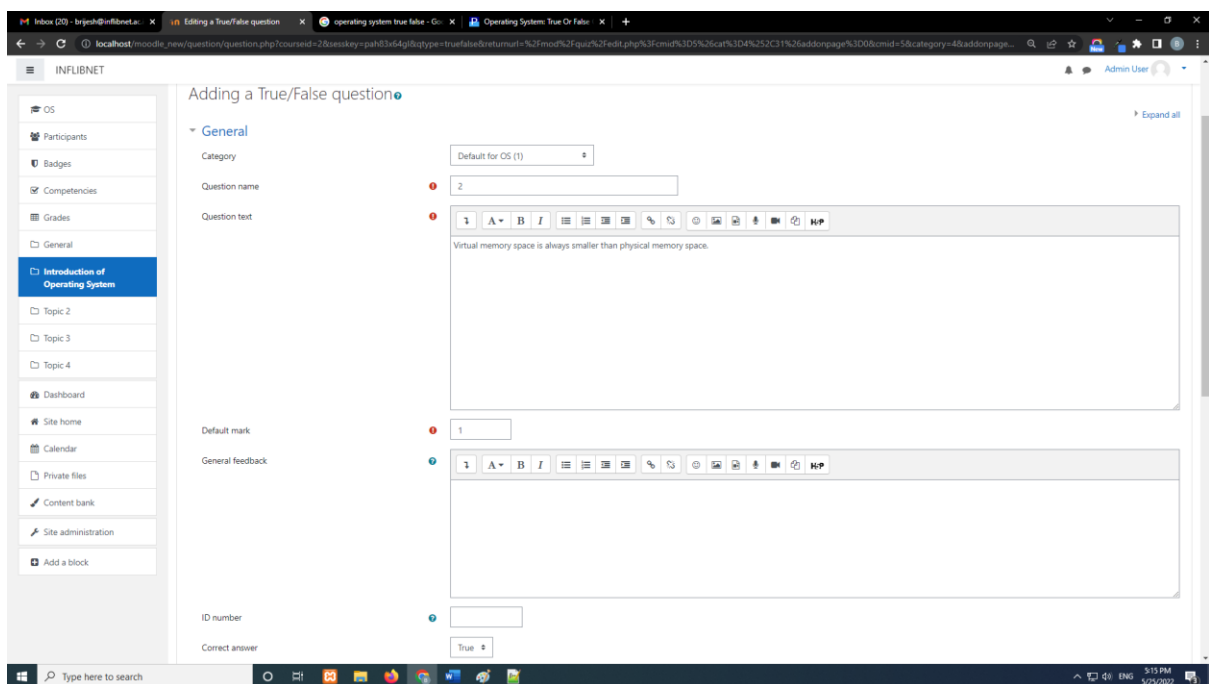 Inbox (20) - brijesh@inflibnet.ac.
Editing a True/False question
operating system true false - Goo
Operating System: True Or False
localhost/moodle_new/question/question.php?courseid=2&sesskey=pah83x64gl&qtype=truefalse&returnurl=%2Fmod%2Fquiz%2Fedit.php%3Fcmid%3D5%26cat%3D4%252C31%26addonpage%3D0&cmid=5&category=4&addonpage...
New
B
INFLIBNET
Admin User
OS
Participants
Badges
Competencies
Grades
General
Introduction of
Operating System
Topic 2
Topic 3
Topic 4
Dashboard
Site home
Calendar
Private files
Content bank
Site administration
Add a block
Adding a True/False question
Expand all
General
Category
Default for OS (1)
Question name
2
Question text
A B I H-P
Virtual memory space is always smaller than physical memory space.
Default mark
1
General feedback
A B I H-P
ID number
Correct answer
True
Type here to search
ENG
5:15 PM
5/25/2022